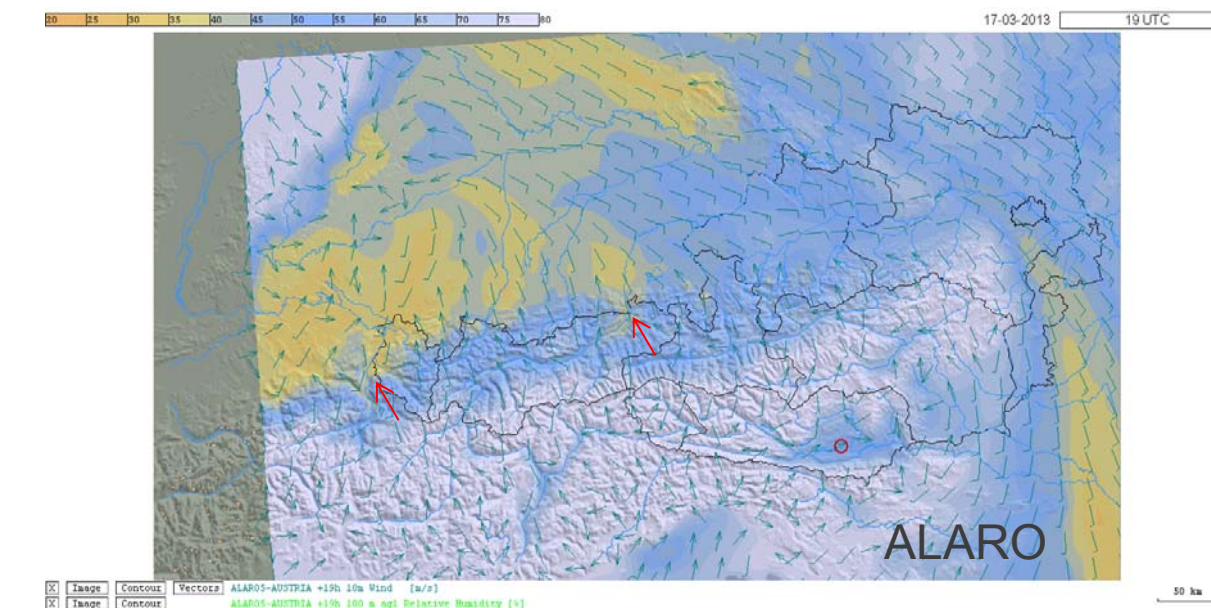 20 25 30 35 40 45 50 55 60 65 70 75 80
17-03-2013 19 UTC
ALARO
X Image Contour Vectors ALARO5-AUSTRIA +19h 10m Wind [m/s]
X Image Contour ALARO5-AUSTRIA +19h 100 m agl Relative Humidity [%]
50 km